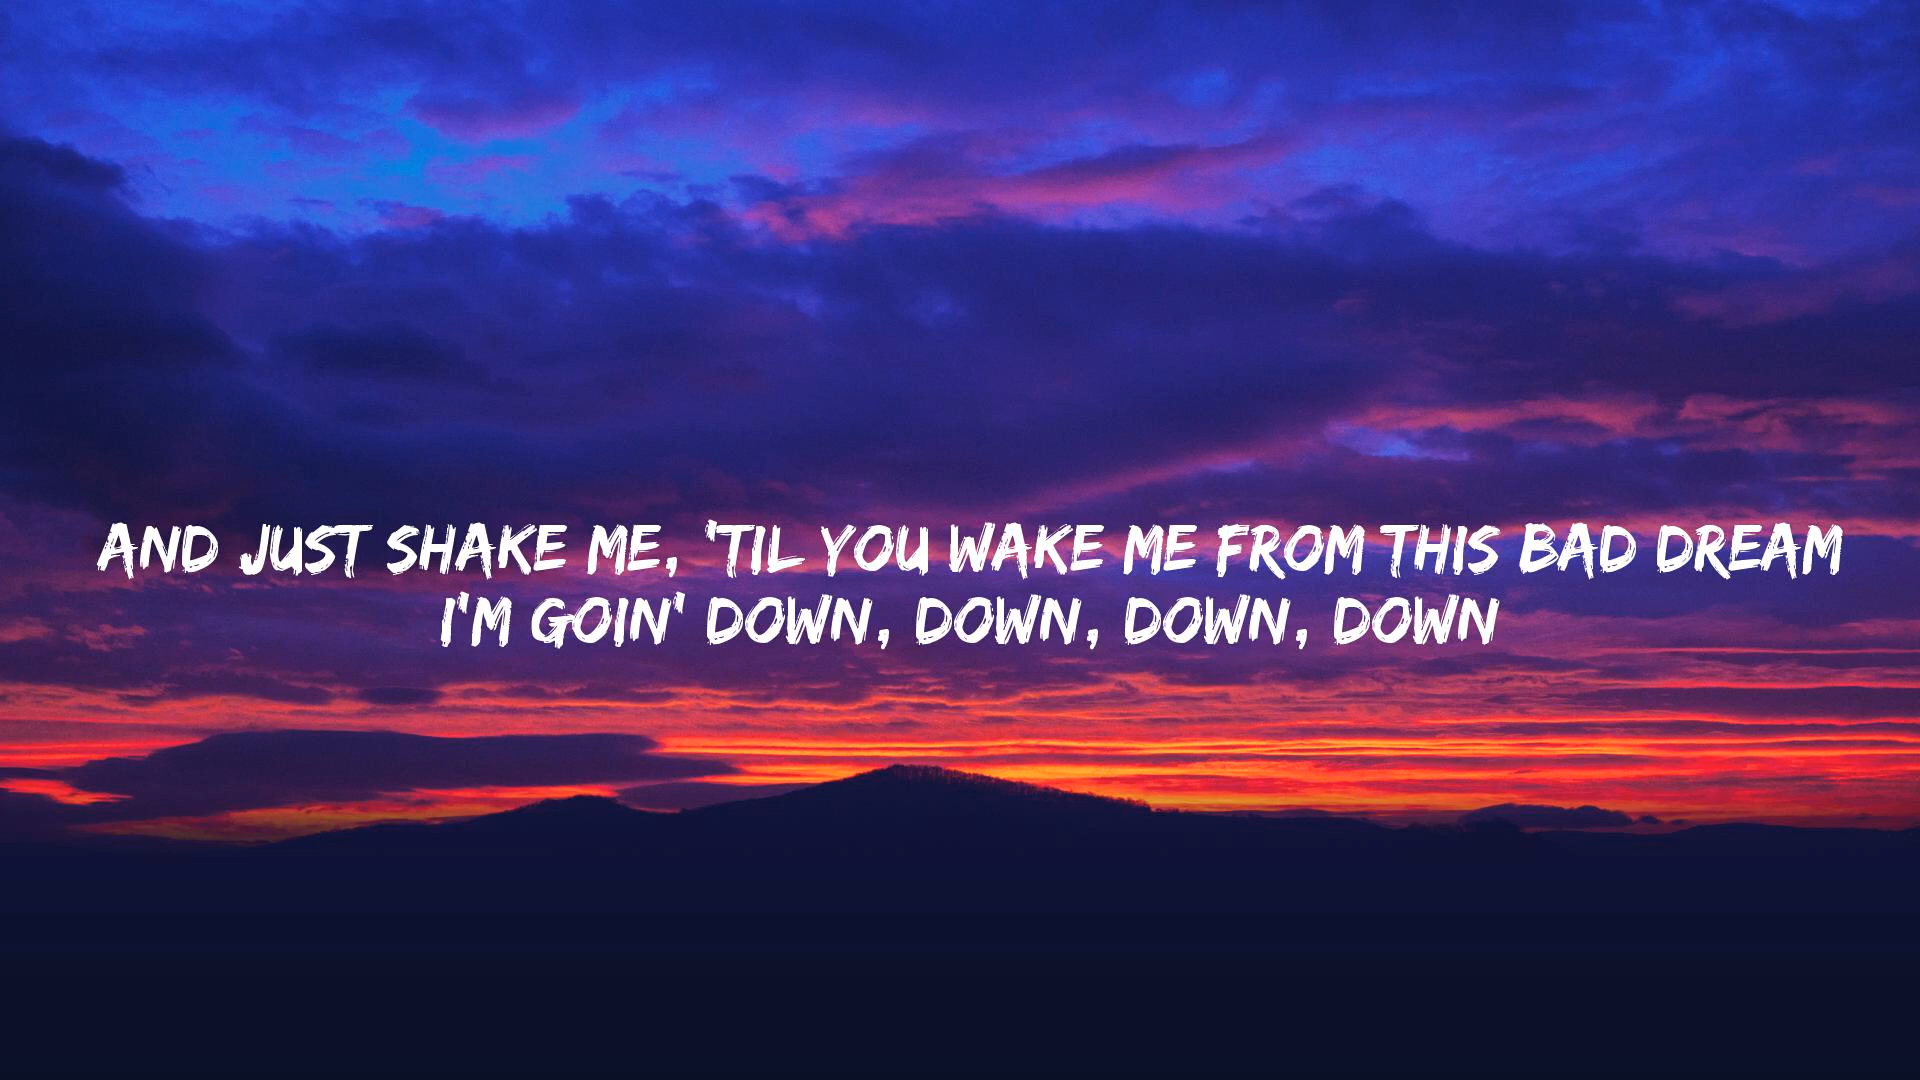 AND JUST SHAKE ME, 'TIL YOU WAKE ME FROM THIS BAD DREAM
I'M GOIN' DOWN, DOWN, DOWN, DOWN